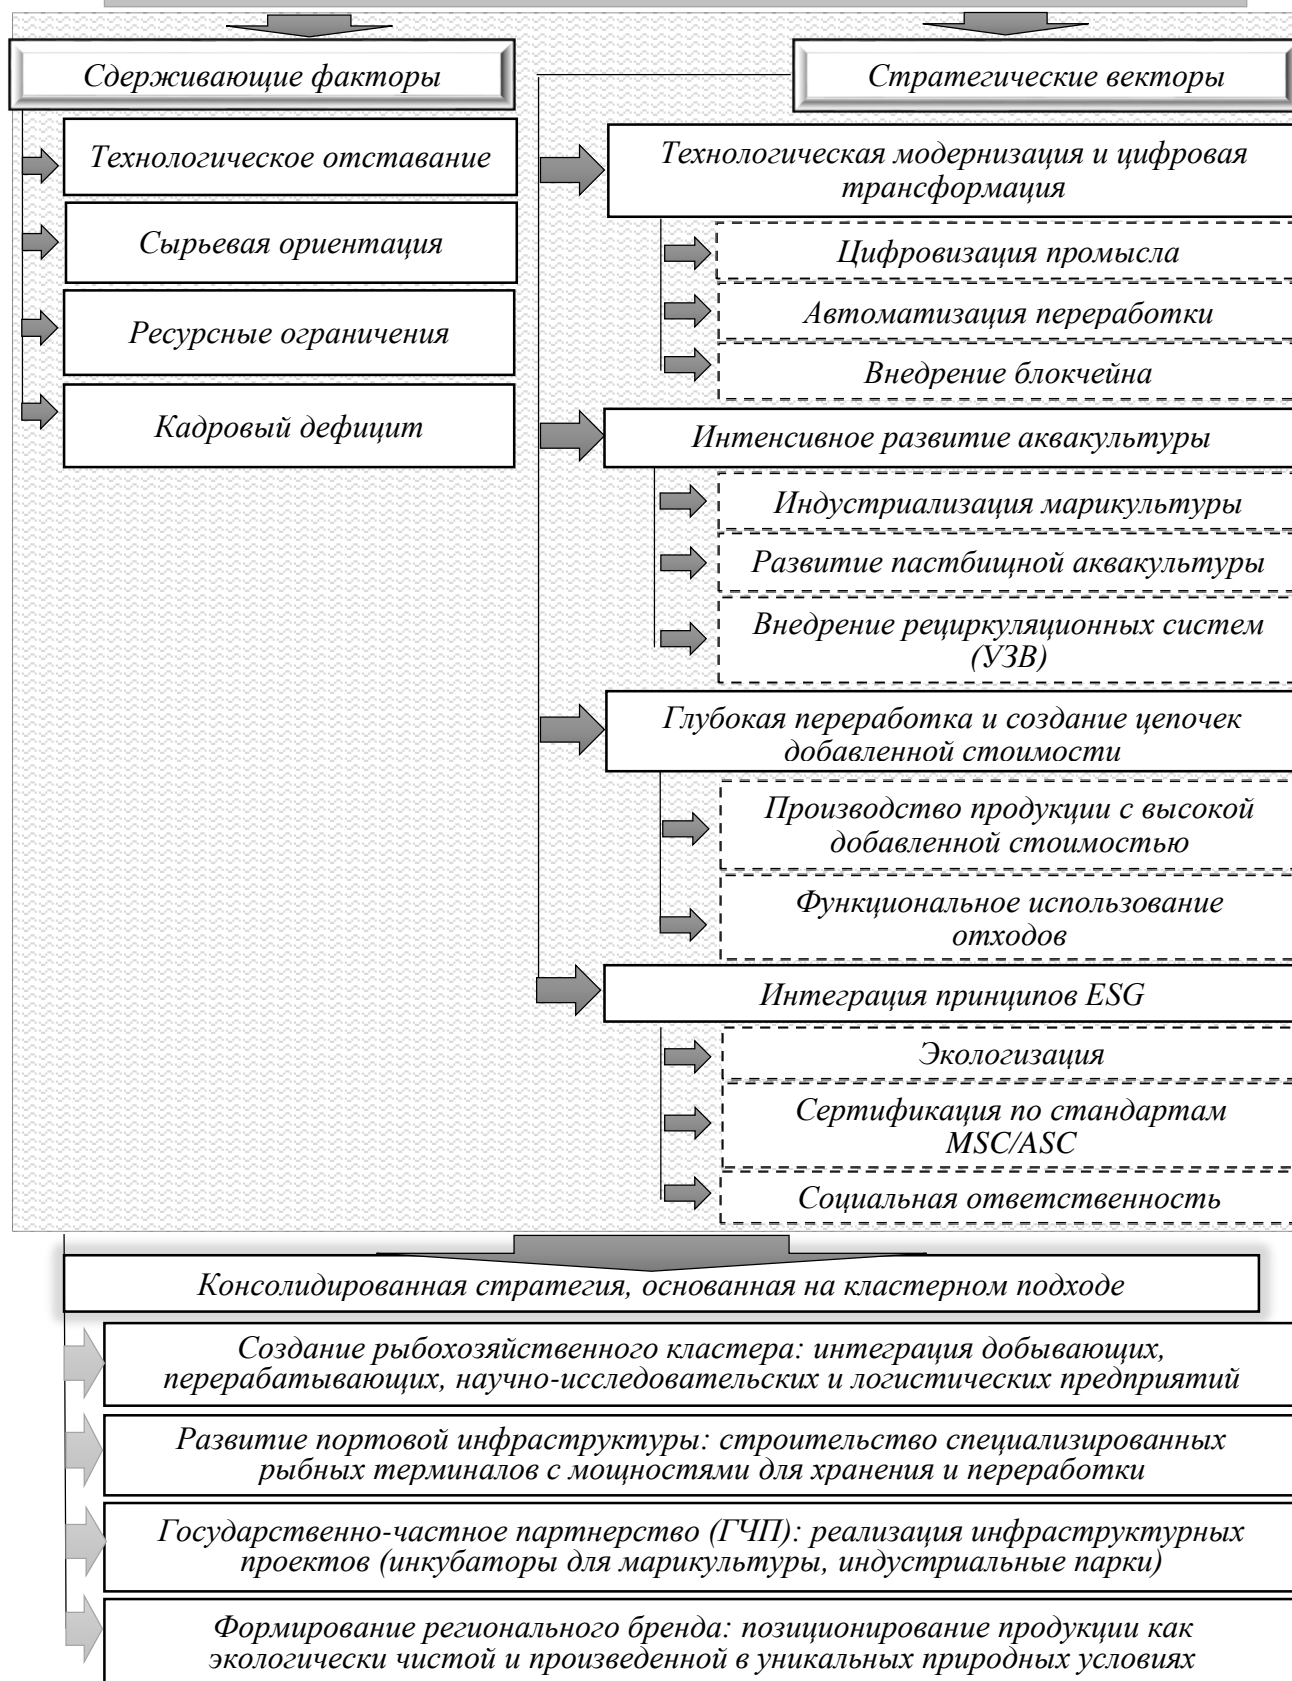 Сдерживающие факторы
Технологическое отставание
Сырьевая ориентация
Ресурсные ограничения
Кадровый дефицит
Стратегические векторы
Технологическая модернизация и цифровая
трансформация
Цифровизация промысла
Автоматизация переработки
Внедрение блокчейна
Интенсивное развитие аквакультуры
Индустриализация марикультуры
Развитие пастбищной аквакультуры
Внедрение рециркуляционных систем
(УЗВ)
Глубокая переработка и создание цепочек
добавленной стоимости
Производство продукции с высокой
добавленной стоимостью
Функциональное использование
отходов
Интеграция принципов ESG
Экологизация
Сертификация по стандартам
MSC/ASC
Социальная ответственность
Консолидированная стратегия, основанная на кластерном подходе
Создание рыбохозяйственного кластера: интеграция добывающих,
перерабатывающих, научно-исследовательских и логистических предприятий
Развитие портовой инфраструктуры: строительство специализированных
рыбных терминалов с мощностями для хранения и переработки
Государственно-частное партнерство (ГЧП): реализация инфраструктурных
проектов (инкубаторы для марикультуры, индустриальные парки)
Формирование регионального бренда: позиционирование продукции как
экологически чистой и произведенной в уникальных природных условиях